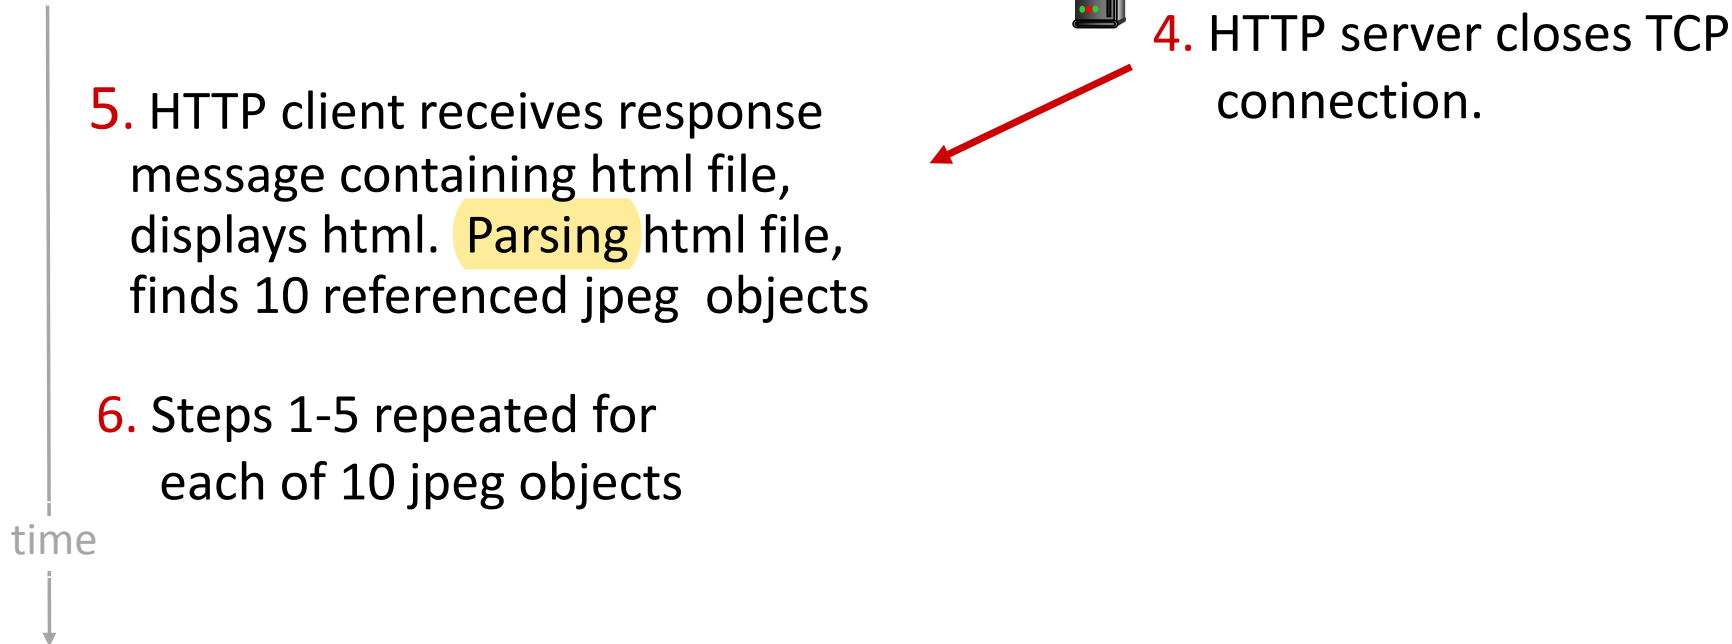 4. HTTP server closes TCP
connection.
5. HTTP client receives response
message containing html file,
displays html. Parsing html file,
finds 10 referenced jpeg objects
6. Steps 1-5 repeated for
each of 10 jpeg objects
time